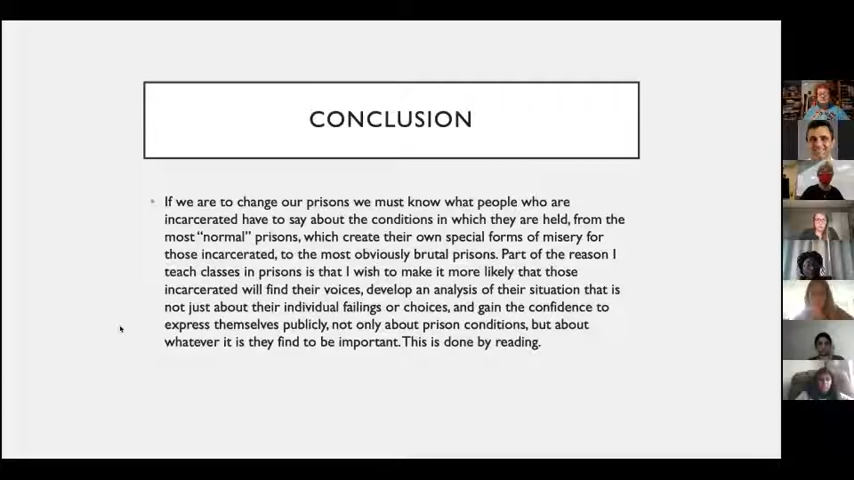 CONCLUSION
If we are to change our prisons we must know what people who are
incarcerated have to say about the conditions in which they are held, from the
most “normal” prisons, which create their own special forms of misery for
those incarcerated, to the most obviously brutal prisons. Part of the reason I
teach classes in prisons is that I wish to make it more likely that those
incarcerated will find their voices, develop an analysis of their situation that is
not just about their individual failings or choices, and gain the confidence to
express themselves publicly, not only about prison conditions, but about
whatever it is they find to be important. This is done by reading.